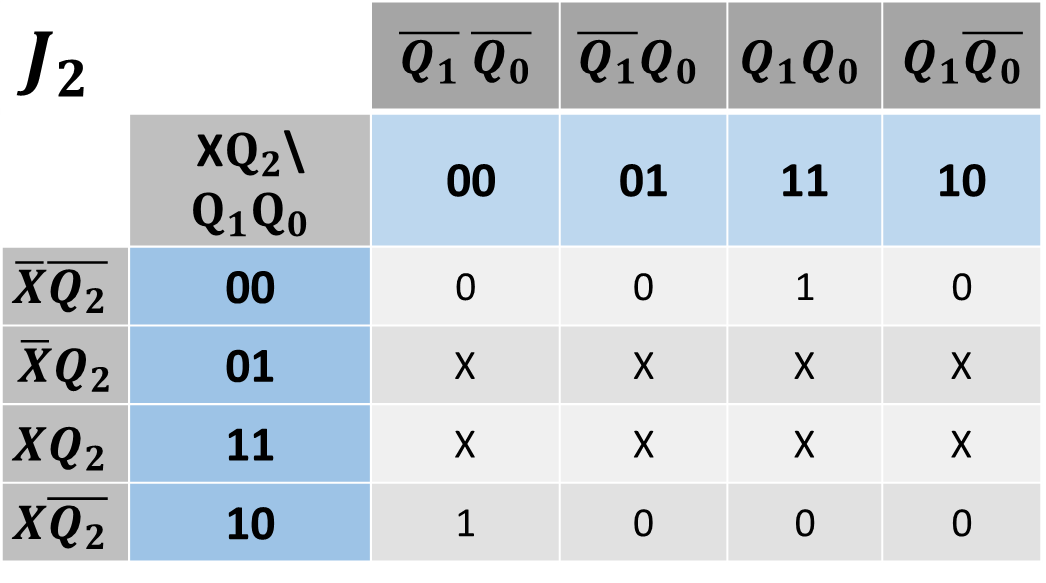 J₂ Q̅₁ Q̅₀ Q̅₁Q₀ Q₁Q₀ Q₁Q̅₀
XQ₂\ 00 01 11 10
Q₁Q₀
X̅Q̅₂ 00 0 0 1 0
X̅Q₂ 01 X X X X
XQ₂ 11 X X X X
XQ̅₂ 10 1 0 0 0